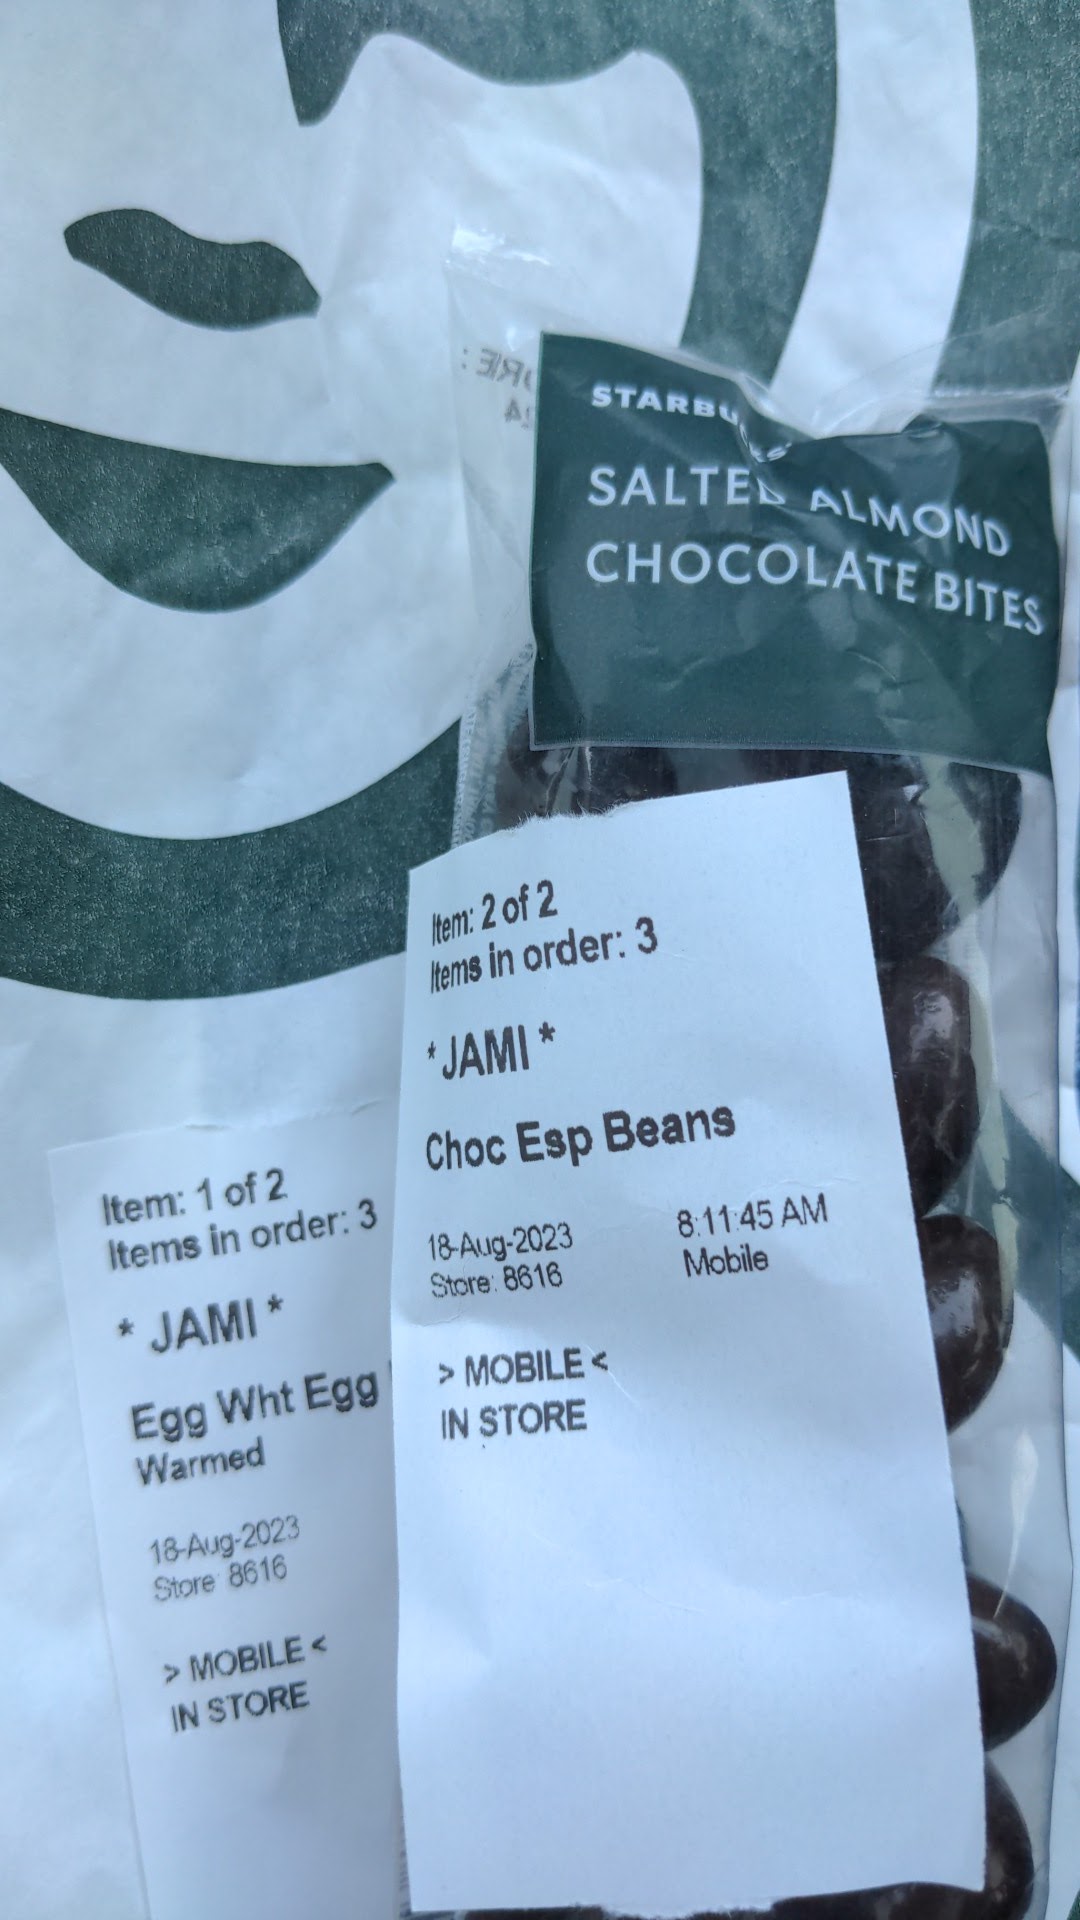 STARBUCKS
SALTED ALMOND
CHOCOLATE BITES
Item: 2 of 2
Items in order: 3
* JAMI *
Choc Esp Beans
18-Aug-2023 8:11:45 AM
Store: 8616 Mobile
> MOBILE <
IN STORE
Item: 1 of 2
Items in order: 3
* JAMI *
Egg Wht Egg
Warmed
18-Aug-2023
Store: 8616
> MOBILE <
IN STORE